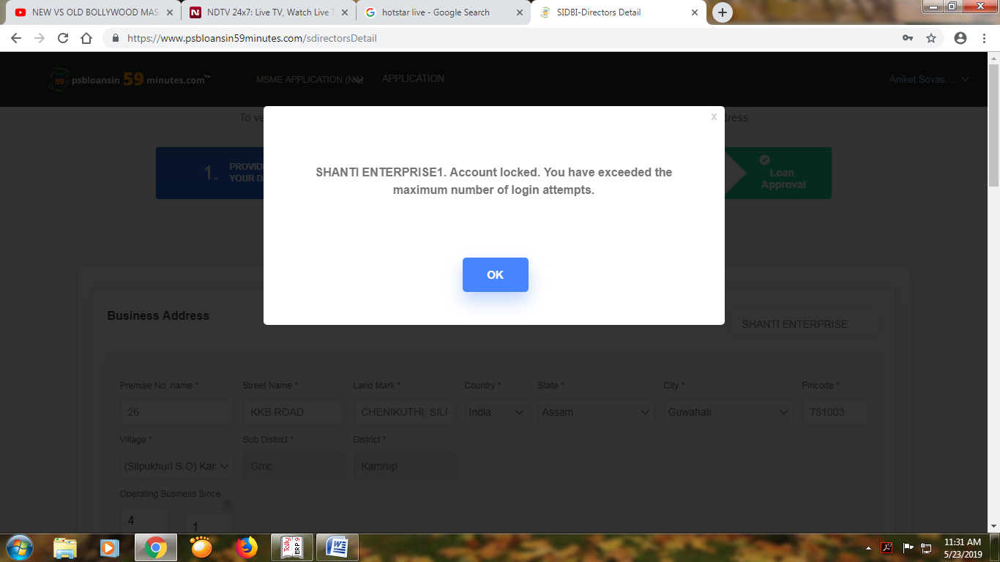 NEW VS OLD BOLLYWOOD MAS
NDTV 24x7: Live TV, Watch Live T
hotstar live - Google Search
SIDBI-Directors Detail
https://www.psbloansin59minutes.com/sdirectorsDetail
psbloansin 59 minutes.com™
MSME APPLICATION
APPLICATION
Aniket Sovas...
To ve
dress
X
1. PROVID
YOUR DA
SHANTI ENTERPRISE1. Account locked. You have exceeded the
maximum number of login attempts.
OK
Loan
Approval
Business Address
SHANTI ENTERPRISE
Premise No. name * Street Name * Land Mark * Country * State * City * Pincode *
26 KKB ROAD CHENIKUTHI, SILF India Assam Guwahati 781003
Village * Sub District * District *
(Silpukhuri S.O) Kan Gmc Kamrup
Operating Business Since
?
4 1
Tally
ERP 9
11:31 AM
5/23/2019